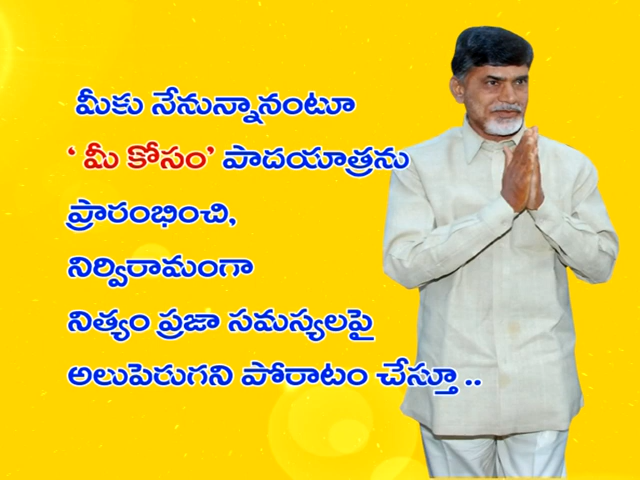 మీకు నేనున్నానంటూ
‘ మీ కోసం’ పాదయాత్రను
ప్రారంభించి,
నిర్విరామంగా
నిత్యం ప్రజా సమస్యలపై
అలుపెరుగని పోరాటం చేస్తూ ..